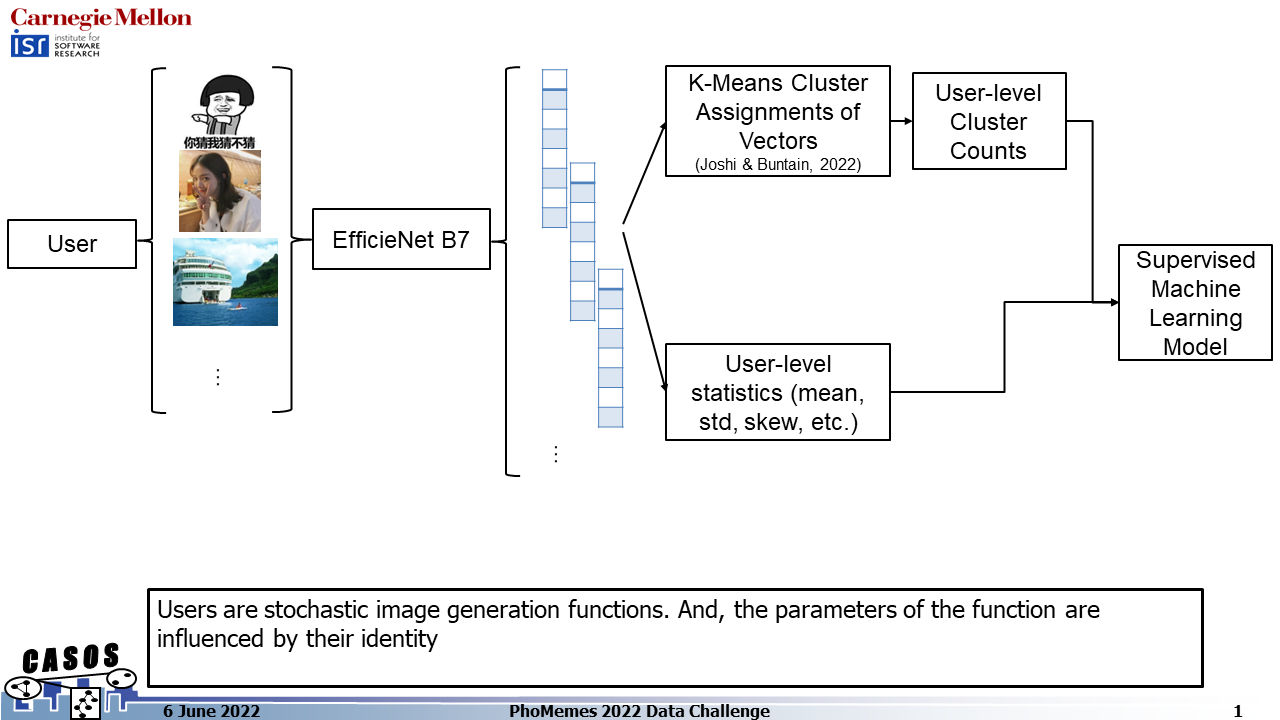 Carnegie Mellon
isr institute for
SOFTWARE
RESEARCH
你猜我猜不猜
User
EfficieNet B7
K-Means Cluster
Assignments of
Vectors
(Joshi & Buntain, 2022)
User-level
Cluster
Counts
User-level
statistics (mean,
std, skew, etc.)
Supervised
Machine
Learning
Model
⋮
⋮
Users are stochastic image generation functions. And, the parameters of the function are
influenced by their identity
CASOS
6 June 2022
PhoMemes 2022 Data Challenge
1